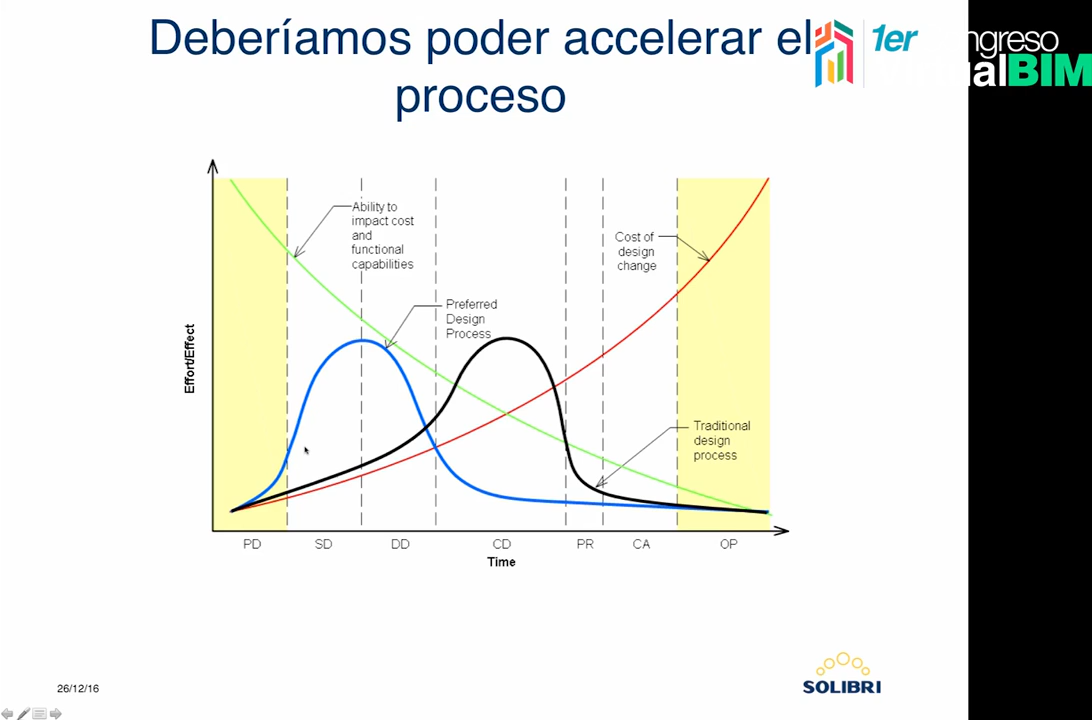 Deberíamos poder accelerar el
proceso
1er
ngreso
tualBIM
Ability to
impact cost
and
functional
capabilities
Cost of
design
change
Preferred
Design
Process
Traditional
design
process
Effort/Effect
PD SD DD CD PR CA OP
Time
26/12/16
SOLIBRI